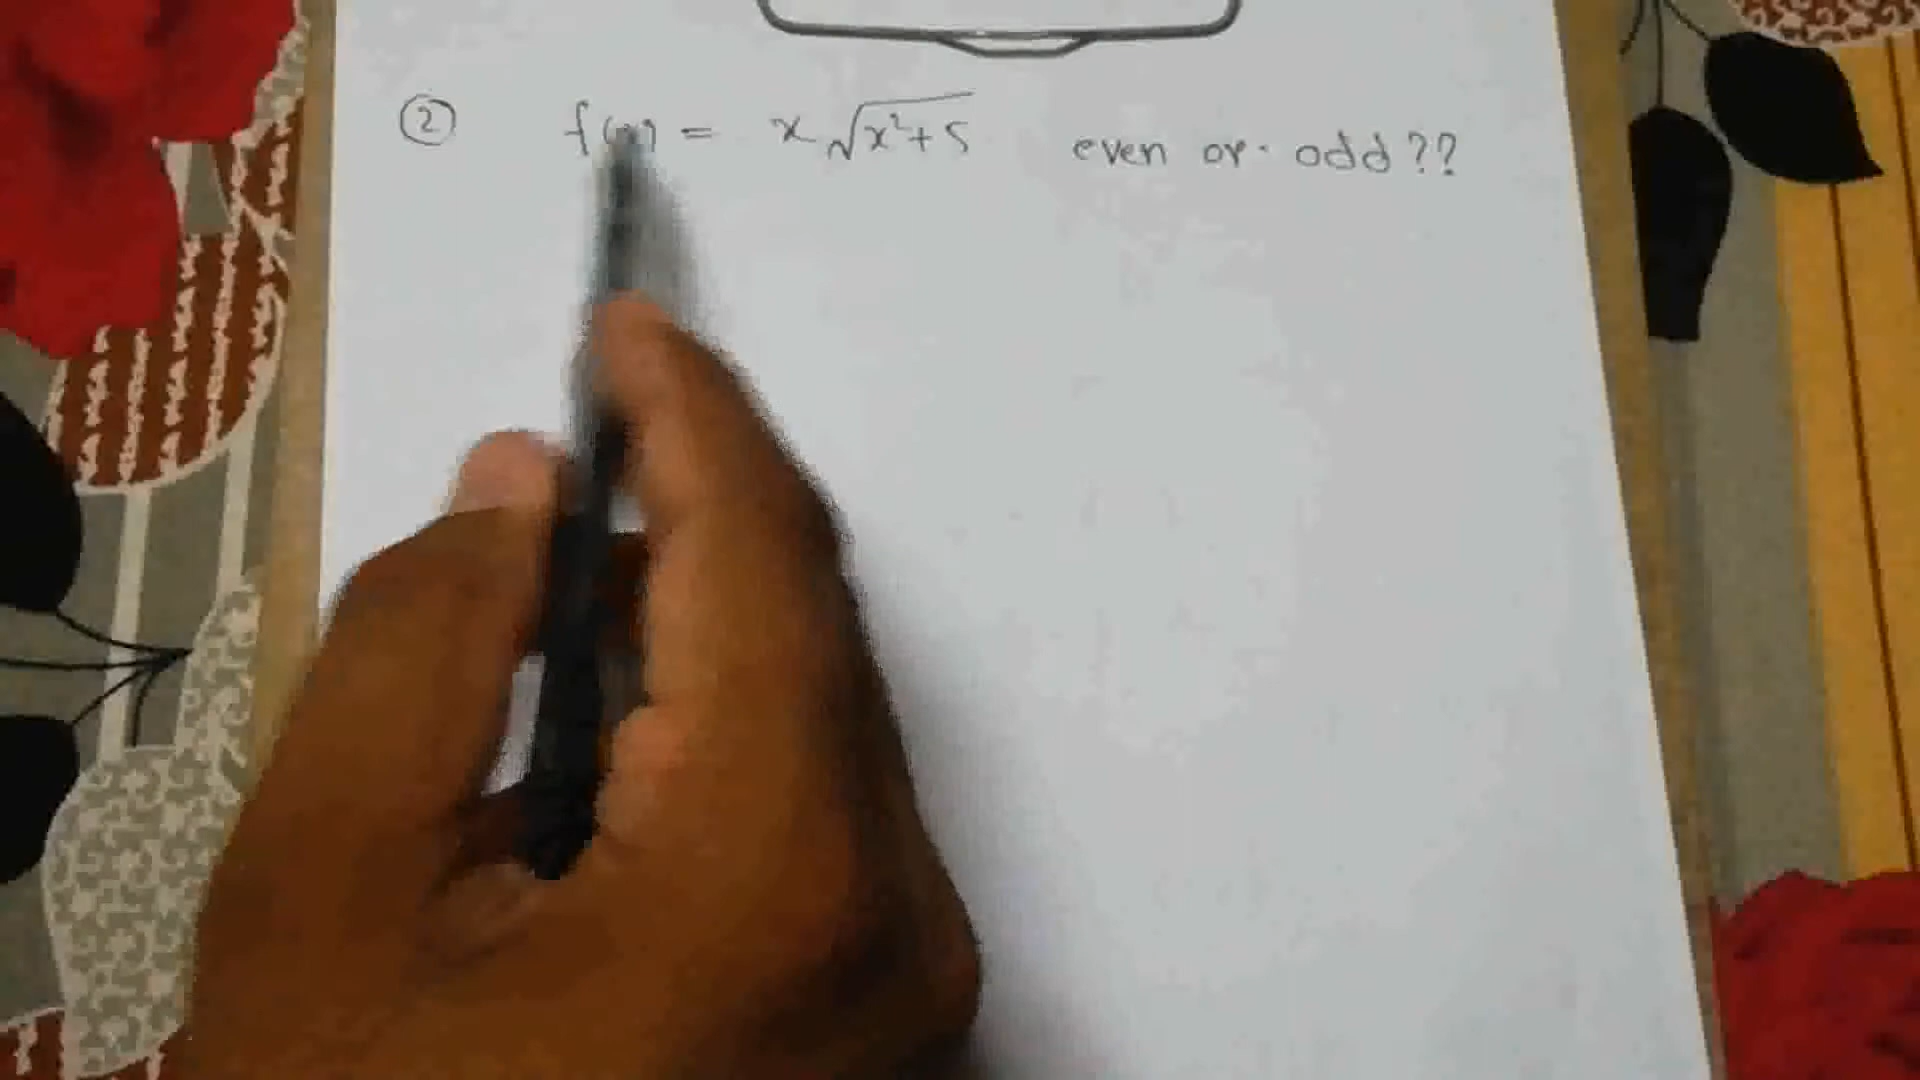 ② f(x) = x√(x²+5) even or odd??